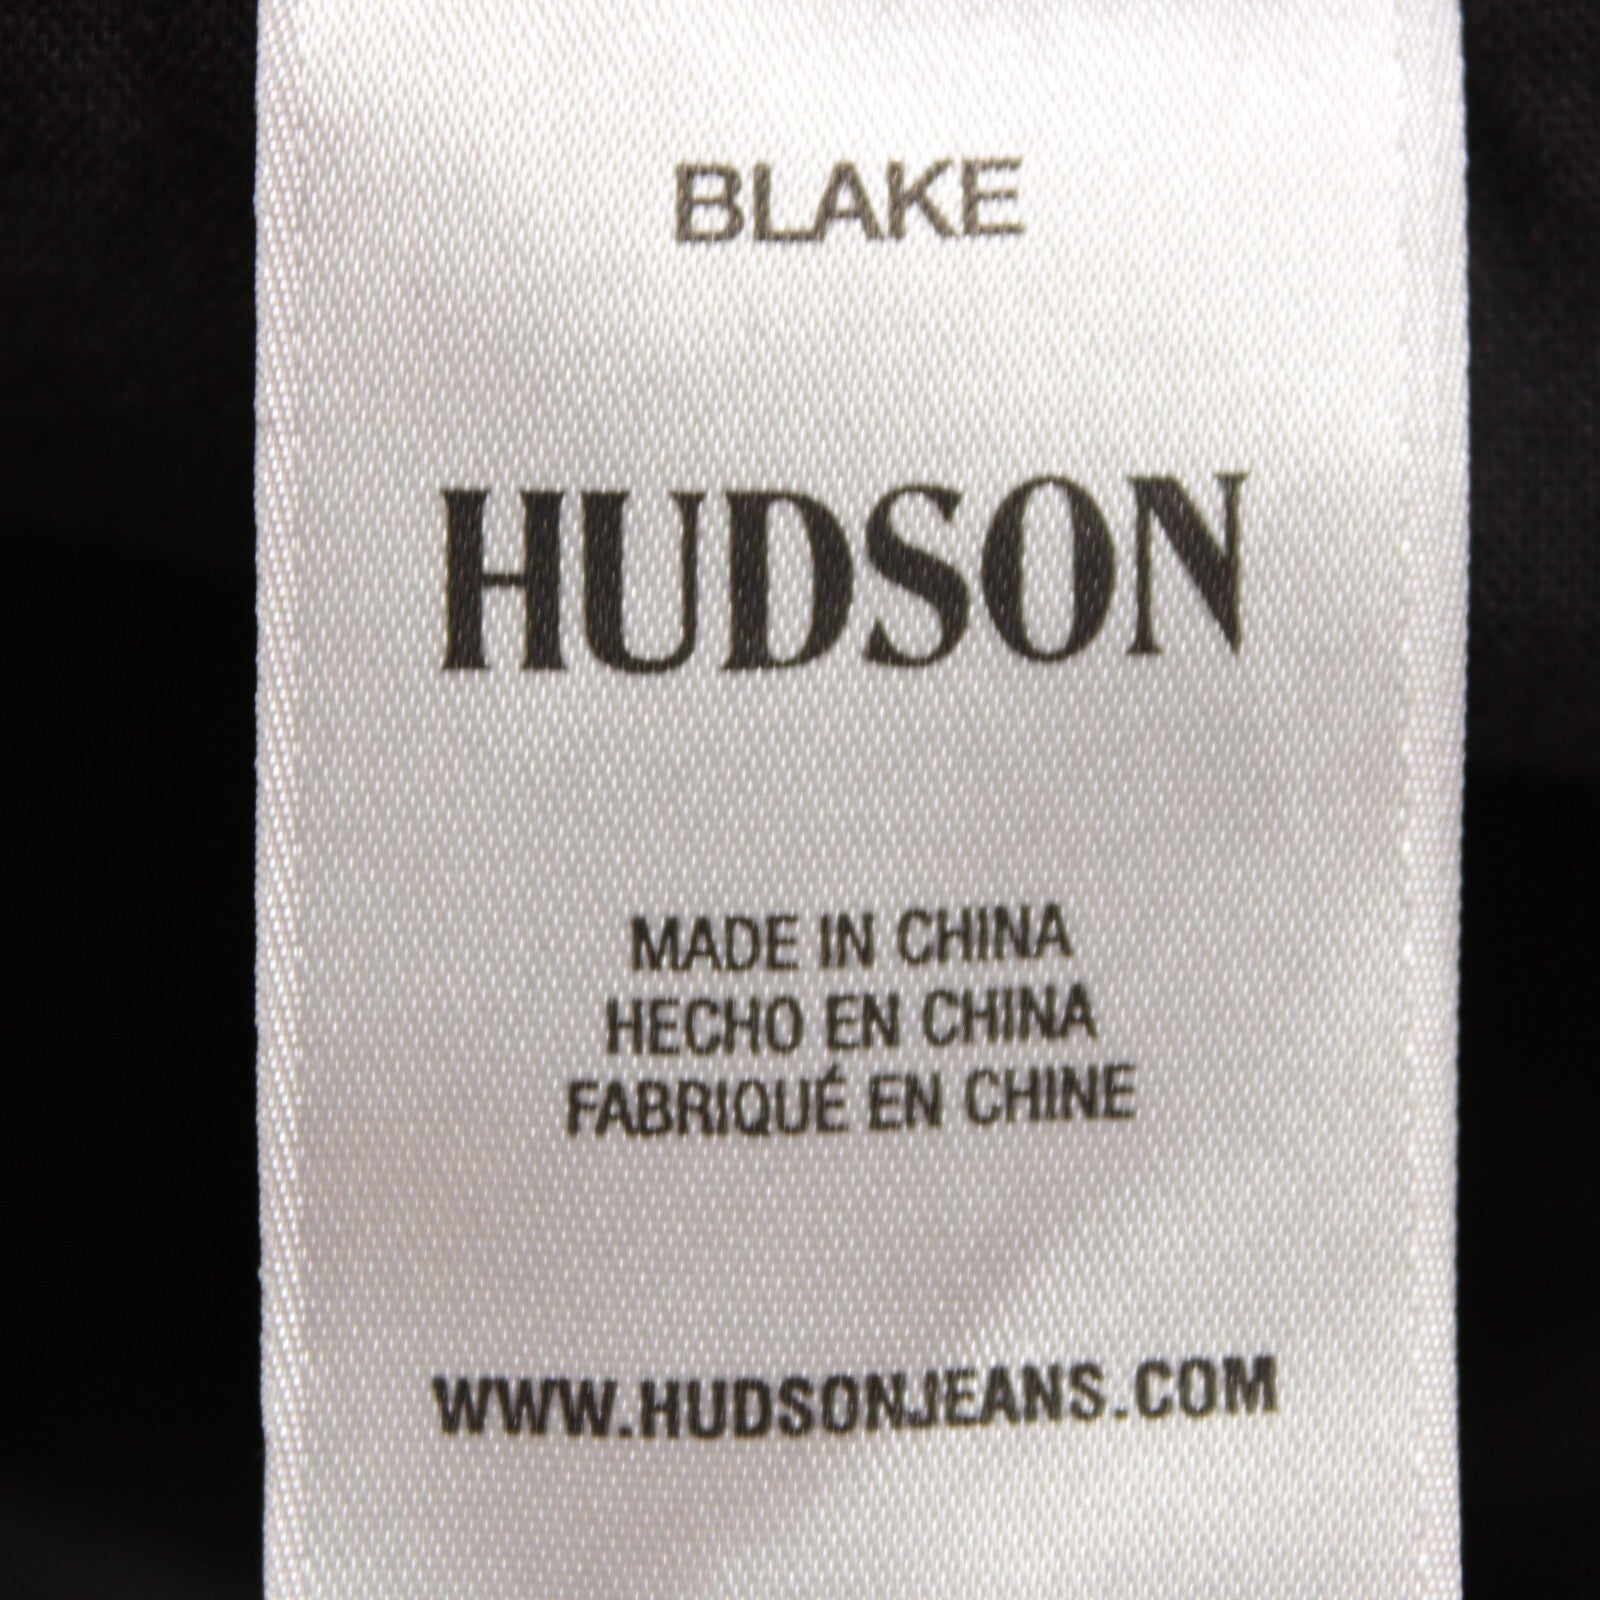 BLAKE
HUDSON
MADE IN CHINA
HECHO EN CHINA
FABRIQUÉ EN CHINE
WWW.HUDSONJEANS.COM